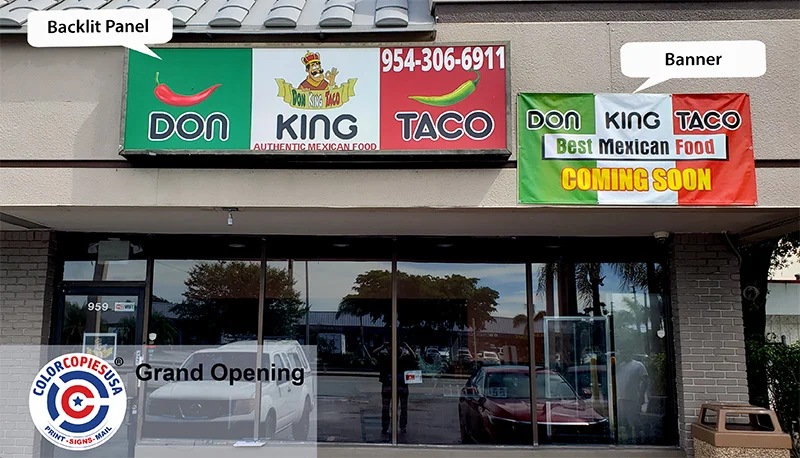 Backlit Panel
Banner
954-306-6911
DON KING TACO
DON KING TACO
AUTHENTIC MEXICAN FOOD
DON KING TACO
Best Mexican Food
COMING SOON
959
COLORCOPIESUSA
PRINT-SIGNS-MAIL
®
Grand Opening